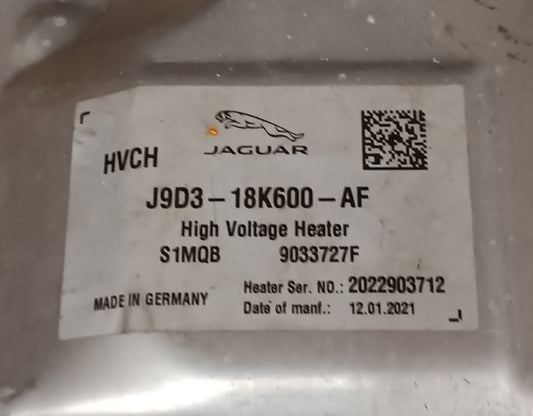 JAGUAR
HVCH
J9D3-18K600-AF
High Voltage Heater
S1MQB 9033727F
Heater Ser. NO.: 2022903712
MADE IN GERMANY
Date of manf.: 12.01.2021